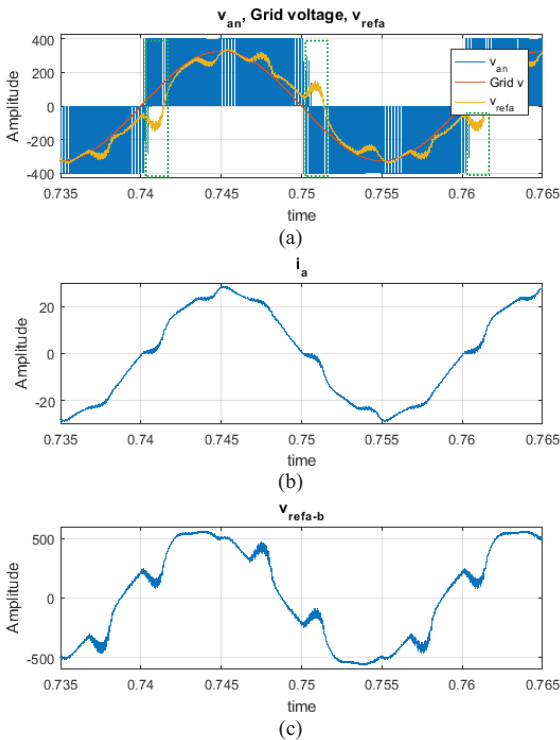 v_an, Grid voltage, v_refa
400
200
0
-200
-400
Amplitude
v_an
Grid v
v_refa
0.735 0.74 0.745 0.75 0.755 0.76 0.765
time
(a)
i_a
20
0
-20
Amplitude
0.735 0.74 0.745 0.75 0.755 0.76 0.765
time
(b)
v_refa-b
500
0
-500
Amplitude
0.735 0.74 0.745 0.75 0.755 0.76 0.765
time
(c)